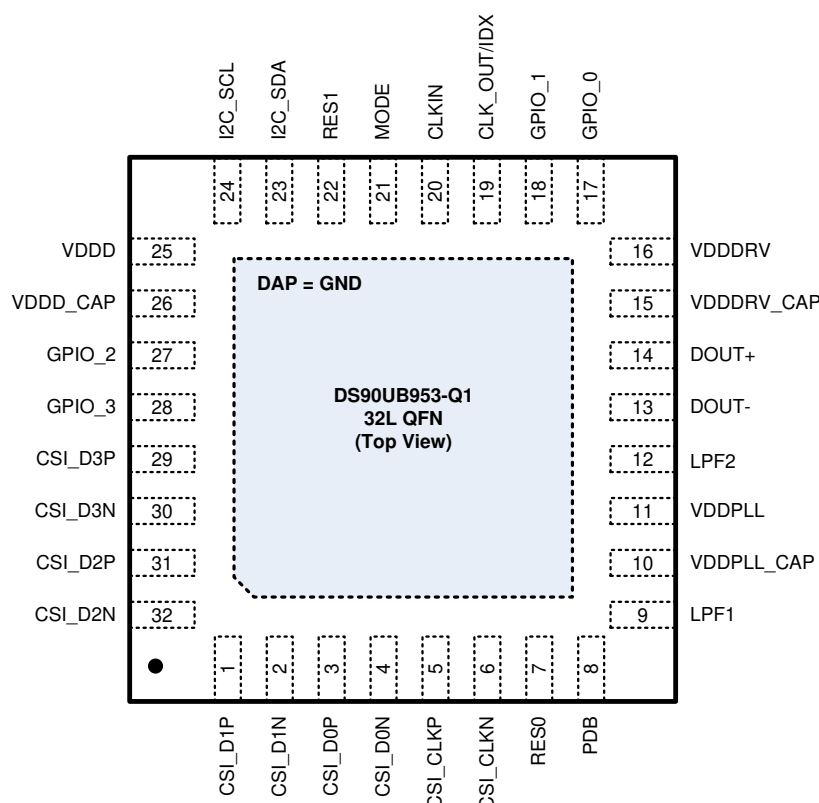 I2C_SCL
I2C_SDA
RES1
MODE
CLKIN
CLK_OUT/IDX
GPIO_1
GPIO_0
24
23
22
21
20
19
18
17
VDDD 25
VDDD_CAP 26
GPIO_2 27
GPIO_3 28
CSI_D3P 29
CSI_D3N 30
CSI_D2P 31
CSI_D2N 32
DAP = GND
DS90UB953-Q1
32L QFN
(Top View)
16 VDDDRV
15 VDDDRV_CAP
14 DOUT+
13 DOUT-
12 LPF2
11 VDDPLL
10 VDDPLL_CAP
9 LPF1
1
2
3
4
5
6
7
8
CSI_D1P
CSI_D1N
CSI_D0P
CSI_D0N
CSI_CLKP
CSI_CLKN
RES0
PDB